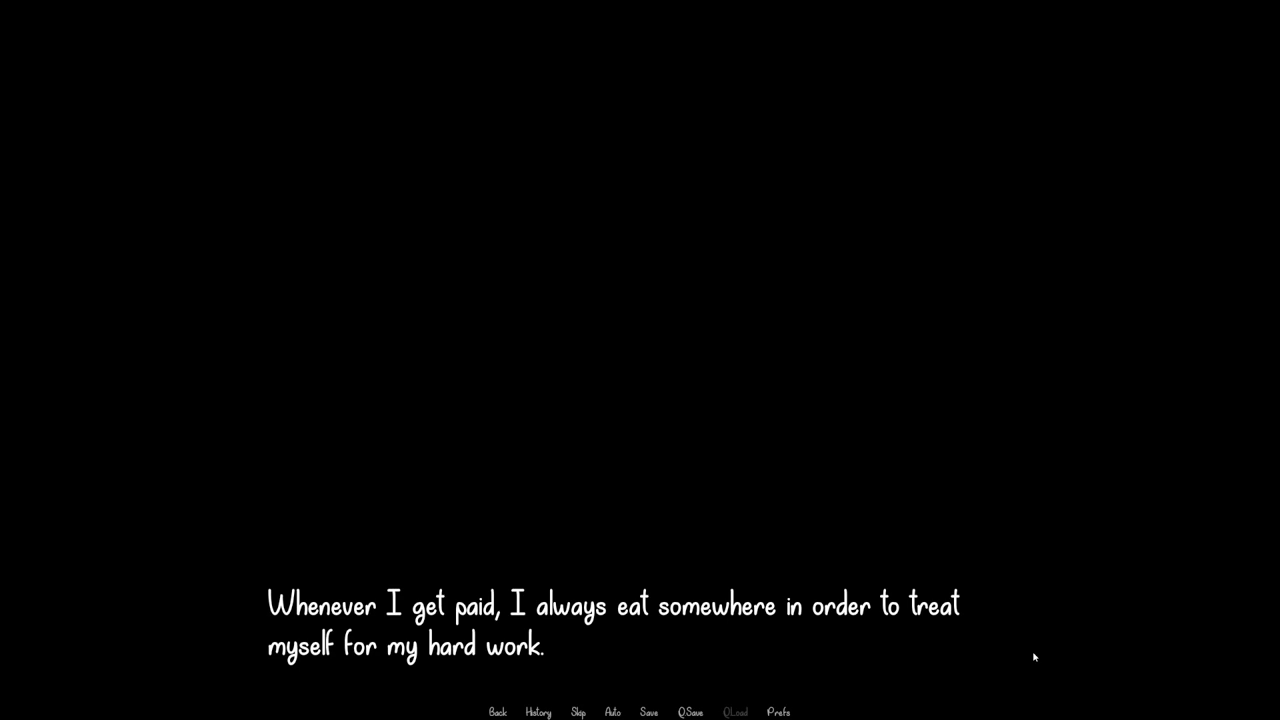 Whenever I get paid, I always eat somewhere in order to treat
myself for my hard work.
Back History Skip Auto Save Q.Save Q.Load Prefs